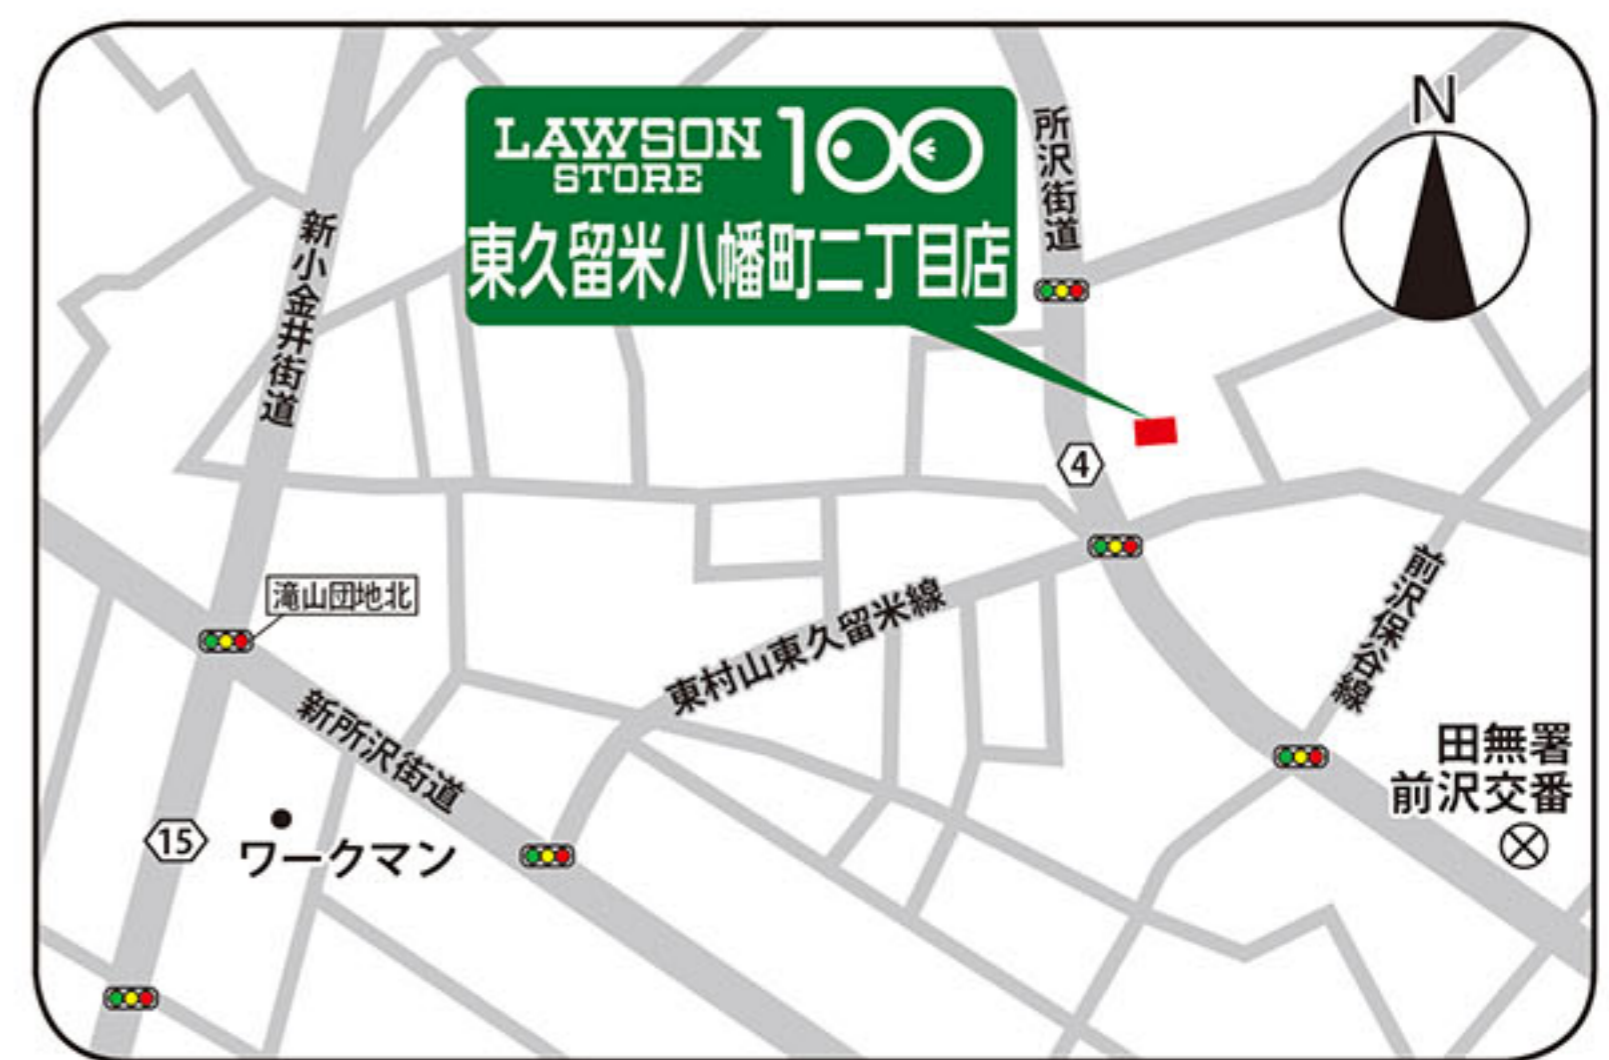 N
LAWSON 100
STORE
東久留米八幡町二丁目店
所沢街道
新小金井街道
4
滝山団地北
東村山東久留米線
前沢保谷線
新所沢街道
田無署
前沢交番
15
ワークマン